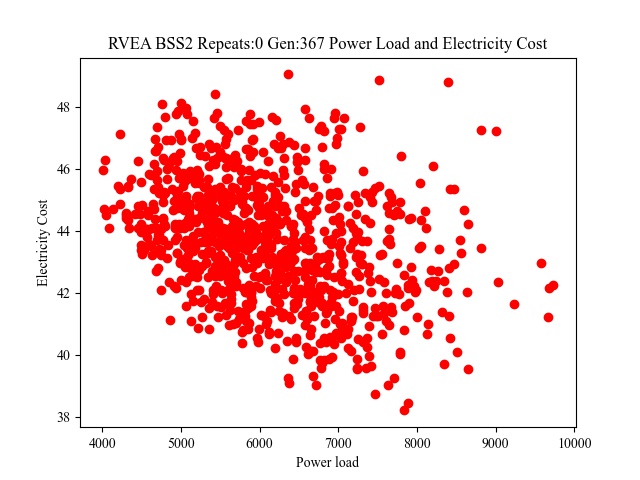 RVEA BSS2 Repeats:0 Gen:367 Power Load and Electricity Cost
48
46
44
42
40
38
Electricity Cost
4000 5000 6000 7000 8000 9000 10000
Power load